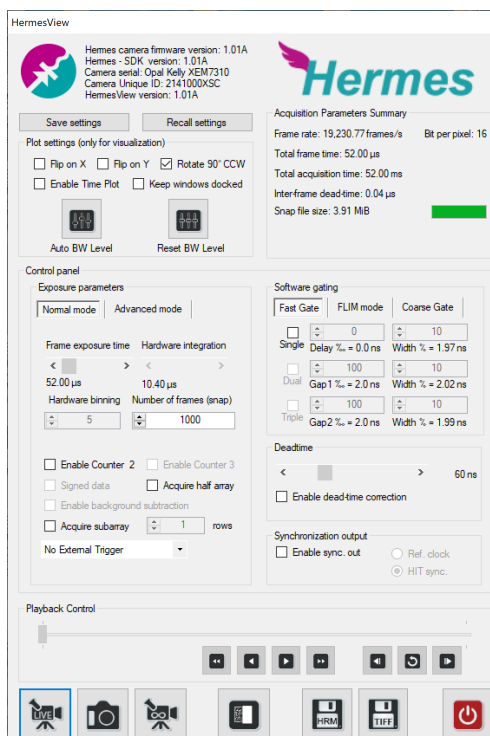 HermesView
Hermes camera firmware version: 1.01A
Hermes - SDK version: 1.01A
Camera serial: Opal Kelly XEM7310
Camera Unique ID: 2141000XSC
HermesView version: 1.01A
Hermes
Save settings Recall settings
Plot settings (only for visualization)
Flip on X Flip on Y Rotate 90° CCW
Enable Time Plot Keep windows docked
Auto BW Level Reset BW Level
Acquisition Parameters Summary
Frame rate: 19,230.77 frames/s Bit per pixel: 16
Total frame time: 52.00 µs
Total acquisition time: 52.00 ms
Inter-frame dead-time: 0.04 µs
Snap file size: 3.91 MiB
Control panel
Exposure parameters
Normal mode Advanced mode
Frame exposure time Hardware integration
52.00 µs 10.40 µs
Hardware binning Number of frames (snap)
5 1000
Enable Counter 2 Enable Counter 3
Signed data Acquire half array
Enable background subtraction
Acquire subarray 1 rows
No External Trigger
Software gating
Fast Gate FLIM mode Coarse Gate
0 10
Single Delay ‰ = 0.0 ns Width % = 1.97 ns
100 10
Dual Gap1 ‰ = 2.0 ns Width % = 2.02 ns
100 10
Triple Gap2 ‰ = 2.0 ns Width % = 1.99 ns
Deadtime
60 ns
Enable dead-time correction
Synchronization output
Enable sync. out Ref. clock
HIT sync.
Playback Control
LIVE HRM TIFF